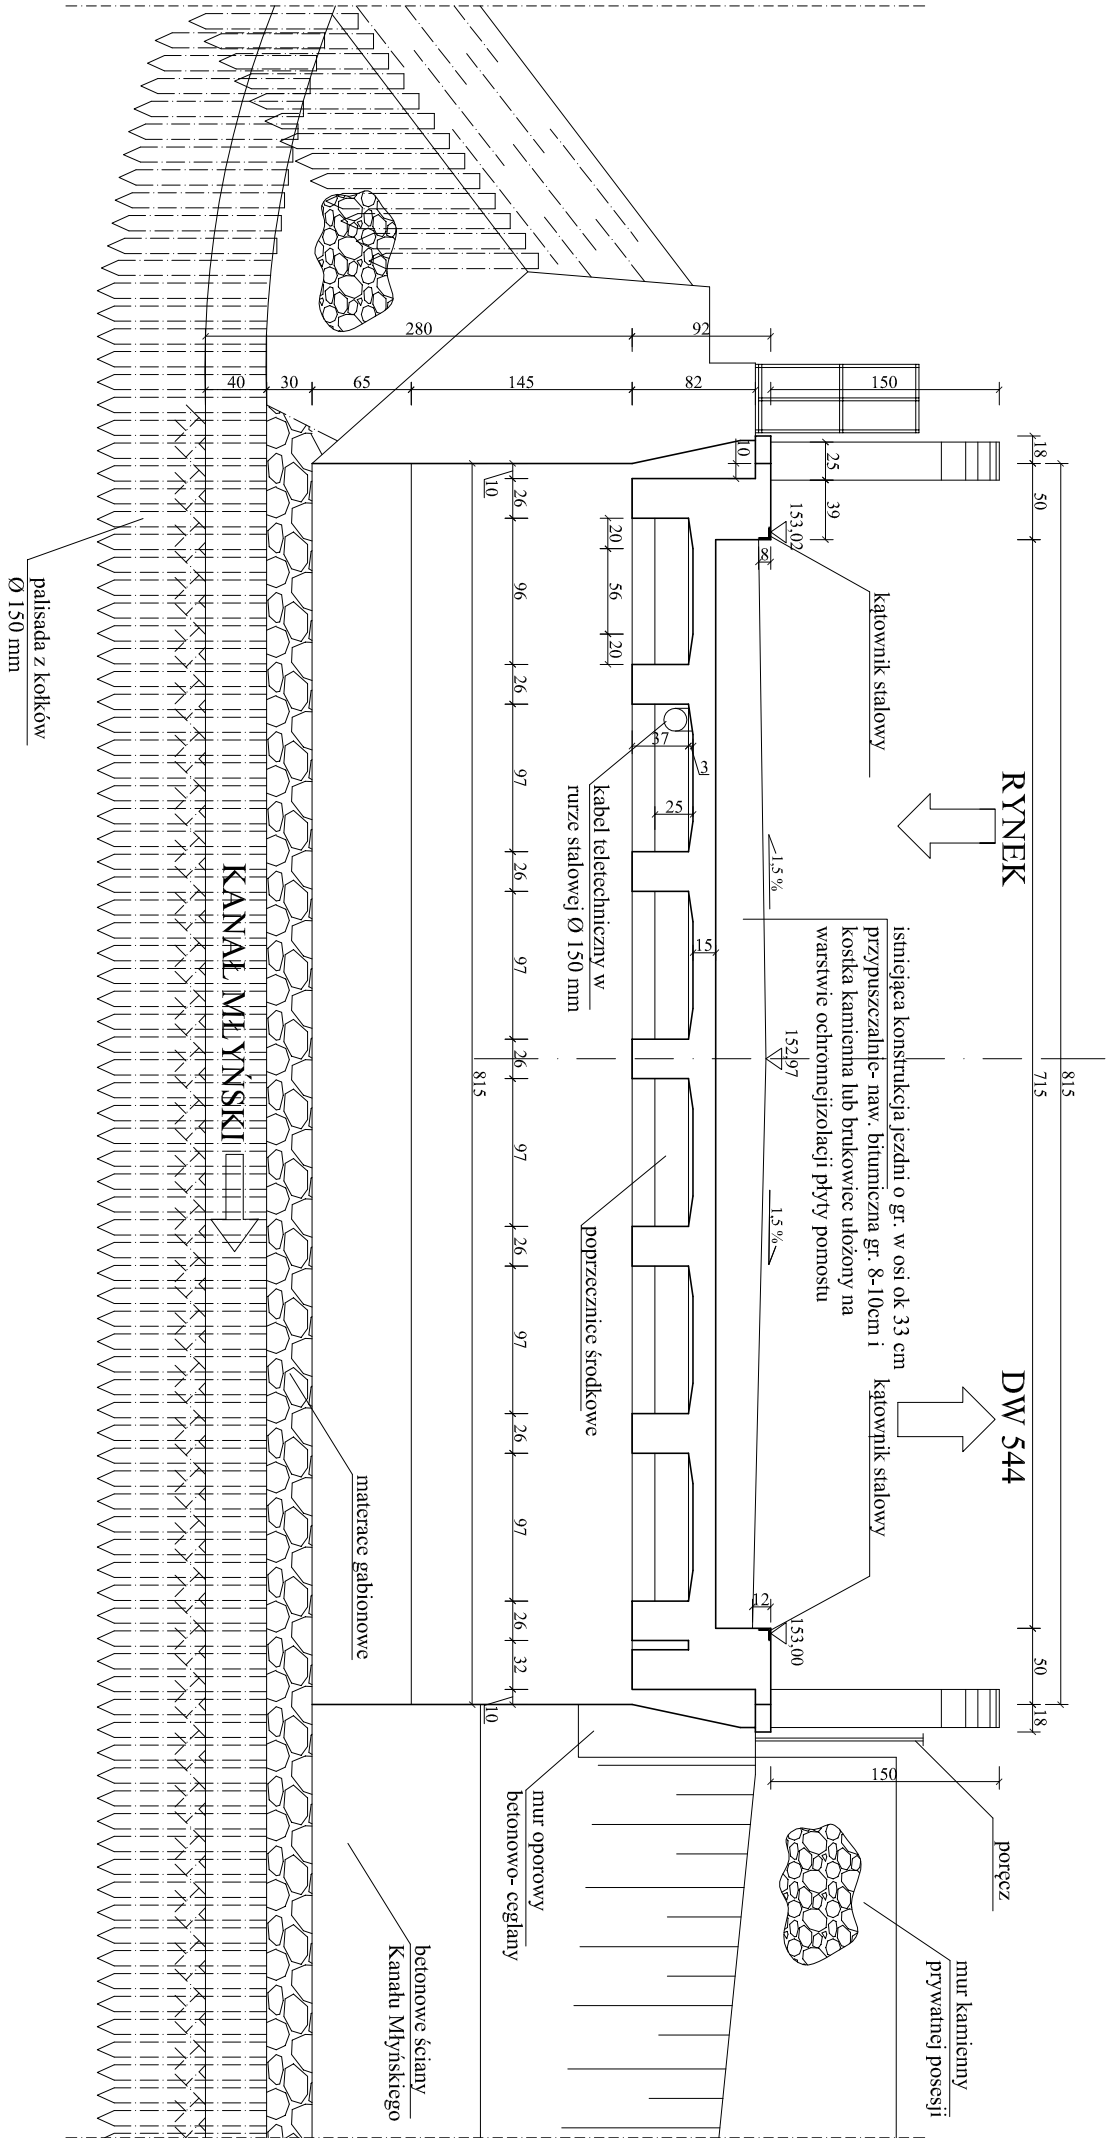 RYNEK
DW 544
815
18
50
715
50
18
poręcz
mur kamienny
prywatnej posesji
150
150
istniejąca konstrukcja jezdni o gr. w osi ok 33 cm
przypuszczalnie- naw. bitumiczna gr. 8-10cm i
kostka kamienna lub brukowiec ułożony na
warstwie ochronnejizolacji płyty pomostu
kątownik stalowy
kątownik stalowy
25
39
153,02
152,97
153,00
1,5 %
1,5 %
8
12
10
92
82
280
145
65
30
40
15
3
37
25
20
56
20
kabel teletechniczny w
rurze stalowej Ø 150 mm
poprzecznice środkowe
mur oporowy
betonowo- ceglany
10
26
96
26
97
26
97
26
97
26
97
26
97
26
32
10
815
betonowe ściany
Kanału Młyńskiego
materace gabionowe
KANAŁ MŁYŃSKI
palisada z kołków
Ø 150 mm